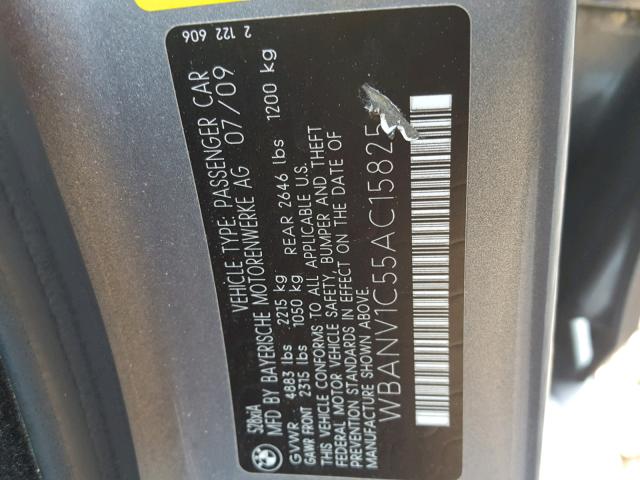 528xiA
VEHICLE TYPE: PASSENGER CAR
MFD BY BAYERISCHE MOTORENWERKE AG 07/09
GVWR 4883 lbs 2215 kg
GAWR FRONT 2315 lbs 1050 kg REAR 2646 lbs 1200 kg
THIS VEHICLE CONFORMS TO ALL APPLICABLE U.S.
FEDERAL MOTOR VEHICLE SAFETY, BUMPER AND THEFT
PREVENTION STANDARDS IN EFFECT ON THE DATE OF
MANUFACTURE SHOWN ABOVE.
WBANV1C55AC15825
2 122 606